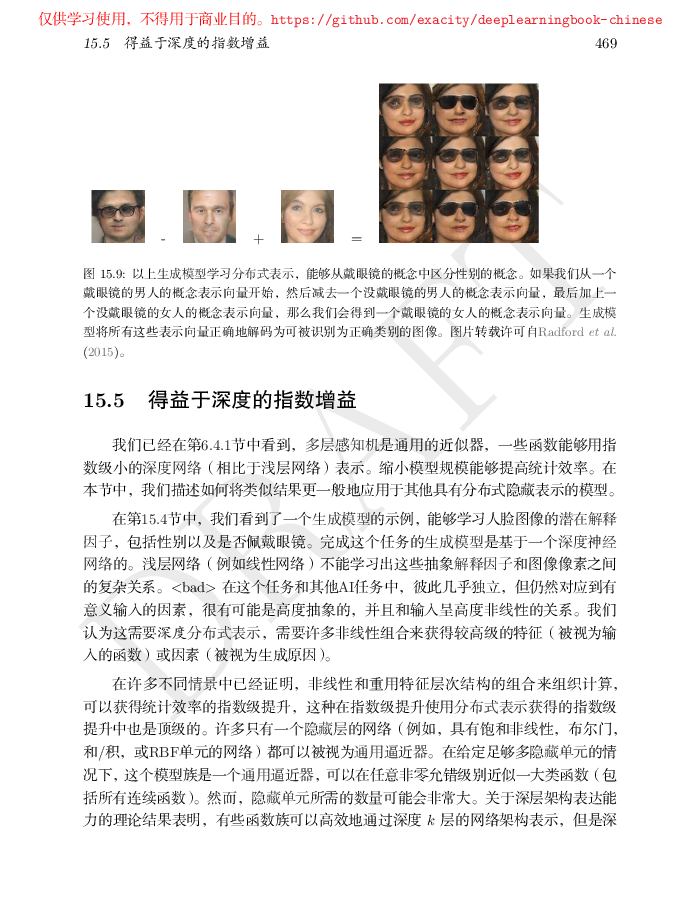 仅供学习使用，不得用于商业目的。https://github.com/exacity/deeplearningbook-chinese
15.5 得益于深度的指数增益 469
- + =
图 15.9: 以上生成模型学习分布式表示，能够从戴眼镜的概念中区分性别的概念。如果我们从一个
戴眼镜的男人的概念表示向量开始，然后减去一个没戴眼镜的男人的概念表示向量，最后加上一
个没戴眼镜的女人的概念表示向量，那么我们会得到一个戴眼镜的女人的概念表示向量。生成模
型将所有这些表示向量正确地解码为可被识别为正确类别的图像。图片转载许可自Radford et al.
(2015)。
15.5 得益于深度的指数增益
我们已经在第6.4.1节中看到，多层感知机是通用的近似器，一些函数能够用指
数级小的深度网络（相比于浅层网络）表示。缩小模型规模能够提高统计效率。在
本节中，我们描述如何将类似结果更一般地应用于其他具有分布式隐藏表示的模型。
在第15.4节中，我们看到了一个生成模型的示例，能够学习人脸图像的潜在解释
因子，包括性别以及是否佩戴眼镜。完成这个任务的生成模型是基于一个深度神经
网络的。浅层网络（例如线性网络）不能学习出这些抽象解释因子和图像像素之间
的复杂关系。<bad> 在这个任务和其他AI任务中，彼此几乎独立，但仍然对应到有
意义输入的因素，很有可能是高度抽象的，并且和输入呈高度非线性的关系。我们
认为这需要深度分布式表示，需要许多非线性组合来获得较高级的特征（被视为输
入的函数）或因素（被视为生成原因）。
在许多不同情景中已经证明，非线性和重用特征层次结构的组合来组织计算，
可以获得统计效率的指数级提升，这种在指数级提升使用分布式表示获得的指数级
提升中也是顶级的。许多只有一个隐藏层的网络（例如，具有饱和非线性，布尔门，
和/积，或RBF单元的网络）都可以被视为通用逼近器。在给定足够多隐藏单元的情
况下，这个模型族是一个通用逼近器，可以在任意非零允错级别近似一大类函数（包
括所有连续函数）。然而，隐藏单元所需的数量可能会非常大。关于深层架构表达能
力的理论结果表明，有些函数族可以高效地通过深度 k 层的网络架构表示，但是深
DRAFT